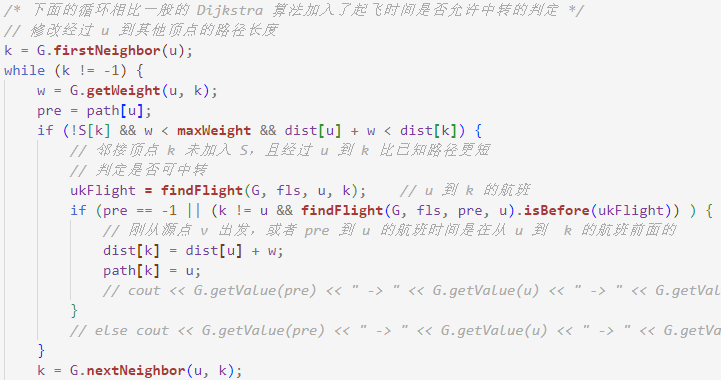 /* 下面的循环相比一般的 Dijkstra 算法加入了起飞时间是否允许中转的判定 */
// 修改经过 u 到其他顶点的路径长度
k = G.firstNeighbor(u);
while (k != -1) {
    w = G.getWeight(u, k);
    pre = path[u];
    if (!S[k] && w < maxWeight && dist[u] + w < dist[k]) {
        // 邻接顶点 k 未加入 S，且经过 u 到 k 比已知路径更短
        // 判定是否可中转
        ukFlight = findFlight(G, fls, u, k);    // u 到 k 的航班
        if (pre == -1 || (k != u && findFlight(G, fls, pre, u).isBefore(ukFlight)) ) {
            // 刚从源点 v 出发，或者 pre 到 u 的航班时间是在从 u 到  k 的航班前面的
            dist[k] = dist[u] + w;
            path[k] = u;
            // cout << G.getValue(pre) << " -> " << G.getValue(u) << " -> " << G.getVal
        }
        // else cout << G.getValue(pre) << " -> " << G.getValue(u) << " -> " << G.getVa
    }
    k = G.nextNeighbor(u, k);